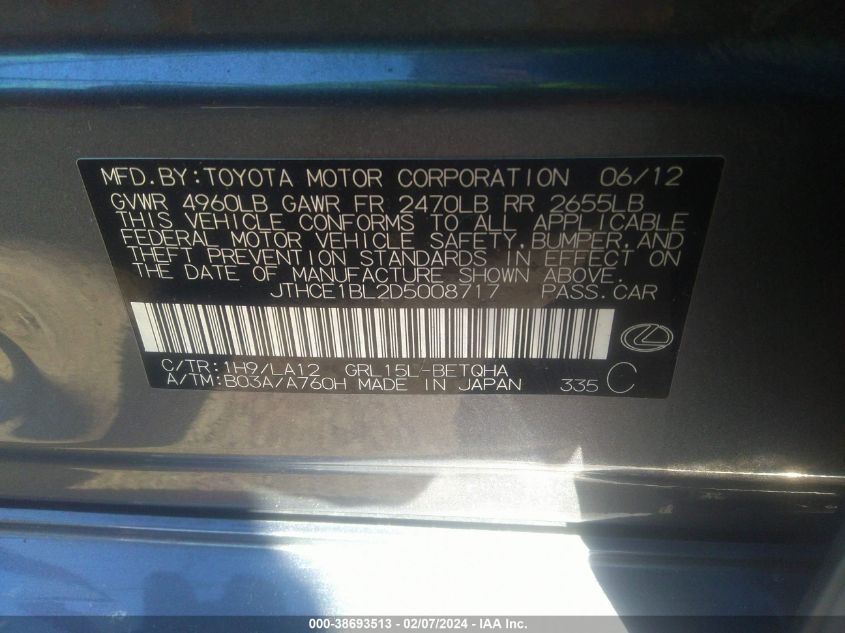 MFD.BY:TOYOTA MOTOR CORPORATION 06/12
GVWR 4960LB GAWR FR 2470LB RR 2655LB
THIS VEHICLE CONFORMS TO ALL APPLICABLE
FEDERAL MOTOR VEHICLE SAFETY,BUMPER,AND
THEFT PREVENTION STANDARDS IN EFFECT ON
THE DATE OF MANUFACTURE SHOWN ABOVE.
JTHCE1BL2D5008717 PASS.CAR
C/TR:1H9/LA12 GRL15L-BETQHA
A/TM:B03A/A760H MADE IN JAPAN 335 C
000-38693513 - 02/07/2024 - IAA Inc.